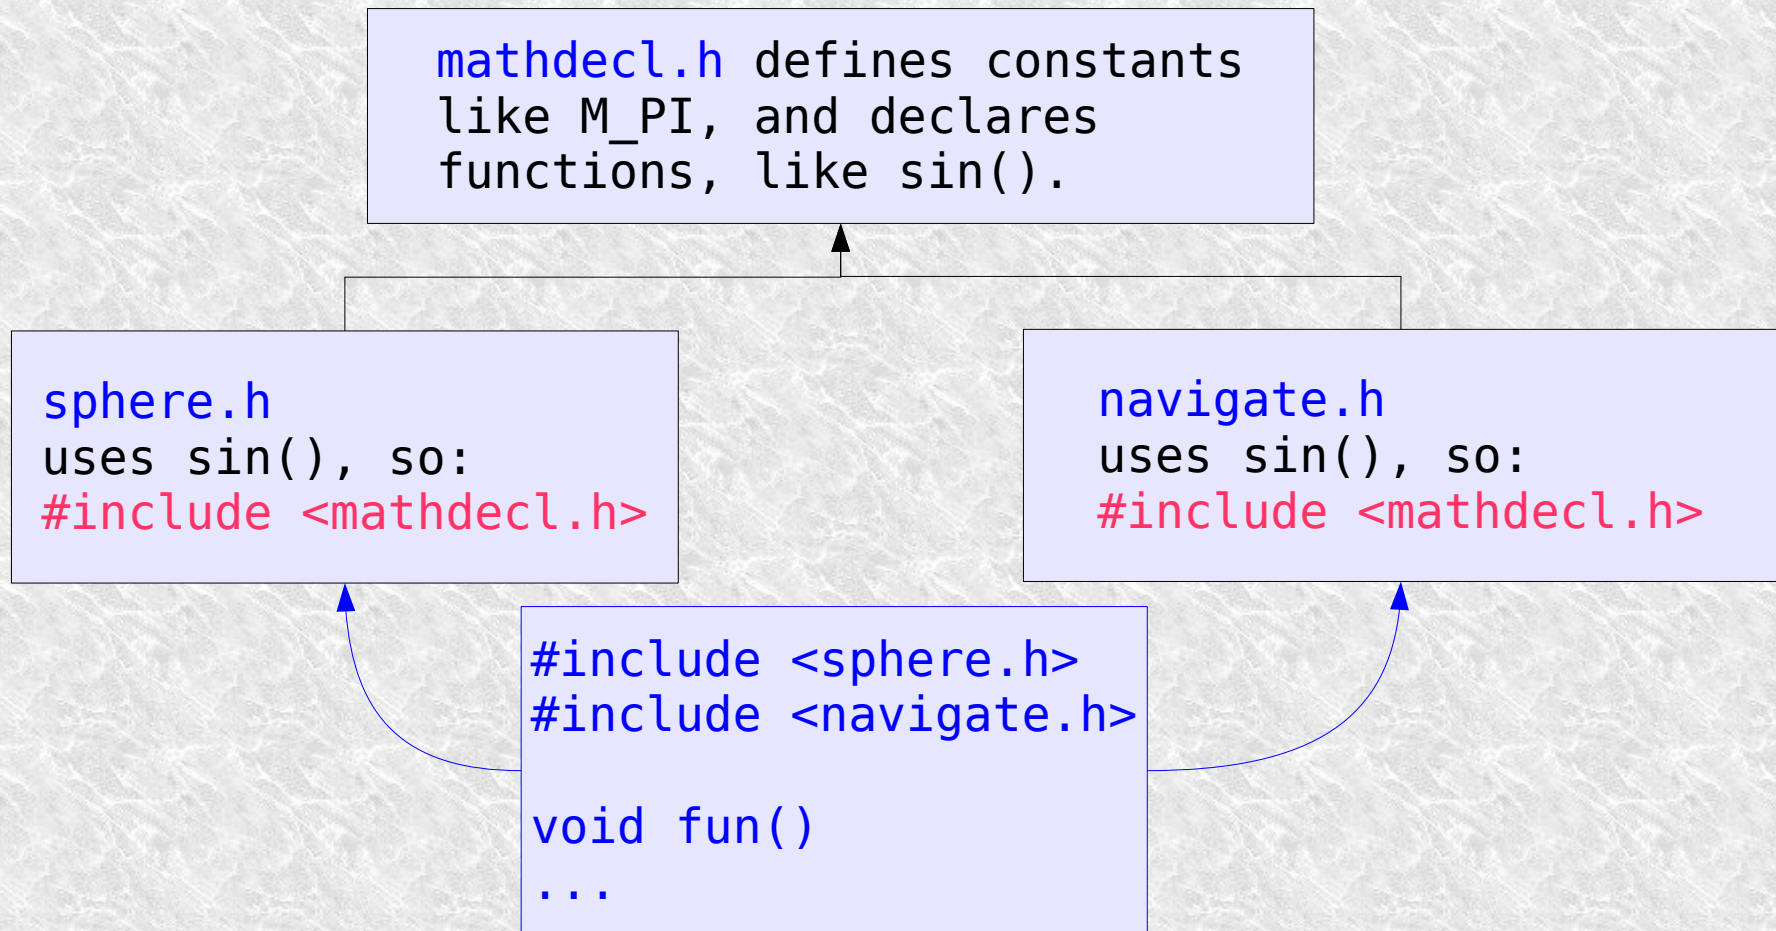 mathdecl.h defines constants
like M_PI, and declares
functions, like sin().
sphere.h
uses sin(), so:
#include <mathdecl.h>
navigate.h
uses sin(), so:
#include <mathdecl.h>
#include <sphere.h>
#include <navigate.h>
void fun()
...